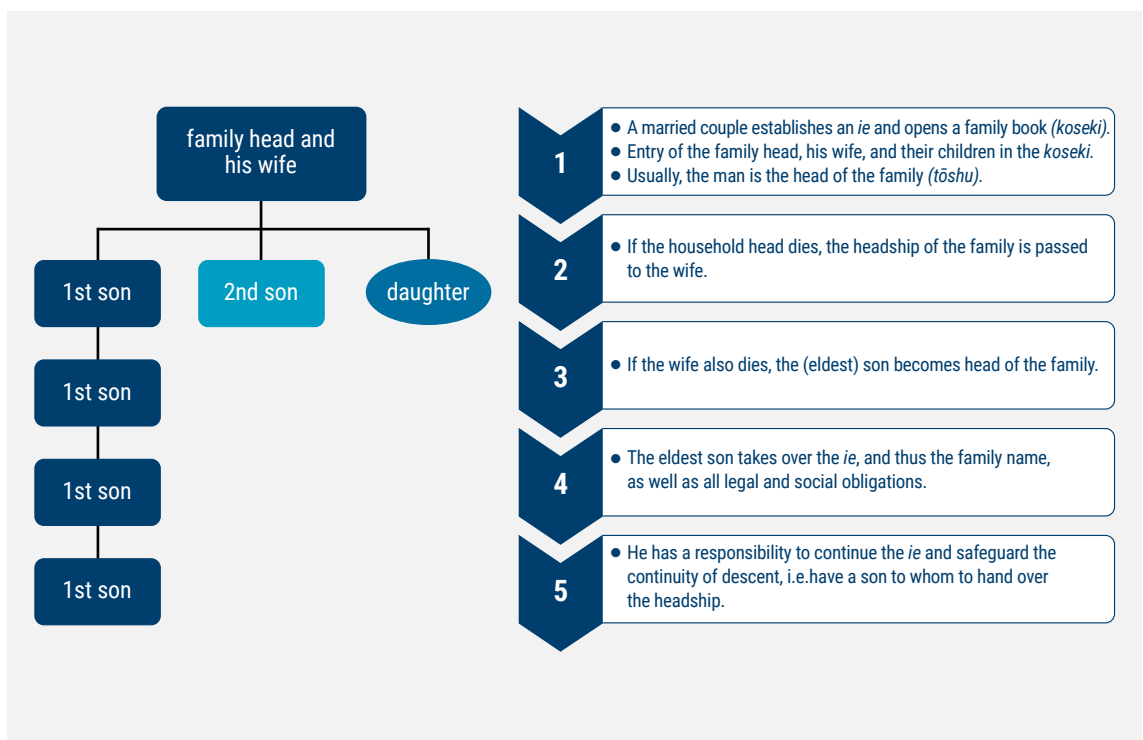 family head and
his wife
1st son
2nd son
daughter
1st son
1st son
1st son
1
● A married couple establishes an ie and opens a family book (koseki).
● Entry of the family head, his wife, and their children in the koseki.
● Usually, the man is the head of the family (tōshu).
2
● If the household head dies, the headship of the family is passed
to the wife.
3
● If the wife also dies, the (eldest) son becomes head of the family.
4
● The eldest son takes over the ie, and thus the family name,
as well as all legal and social obligations.
5
● He has a responsibility to continue the ie and safeguard the
continuity of descent, i.e.have a son to whom to hand over
the headship.